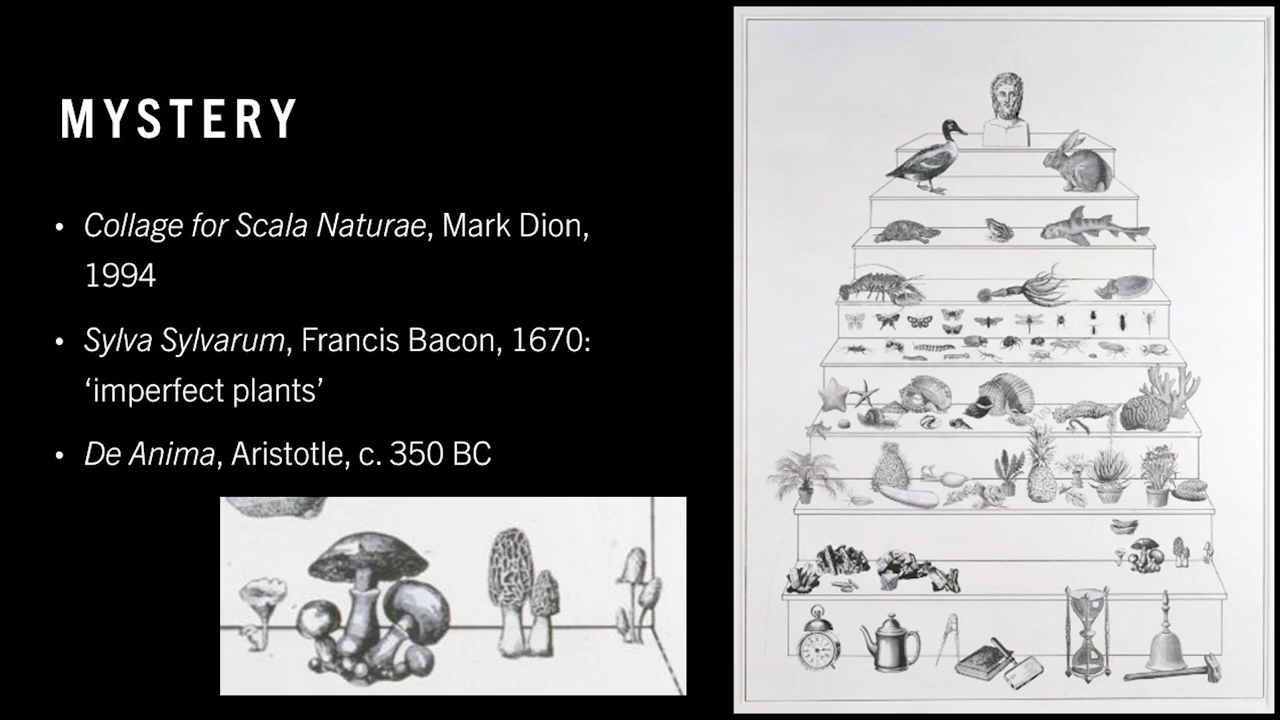 MYSTERY
• Collage for Scala Naturae, Mark Dion,
1994
• Sylva Sylvarum, Francis Bacon, 1670:
‘imperfect plants’
• De Anima, Aristotle, c. 350 BC